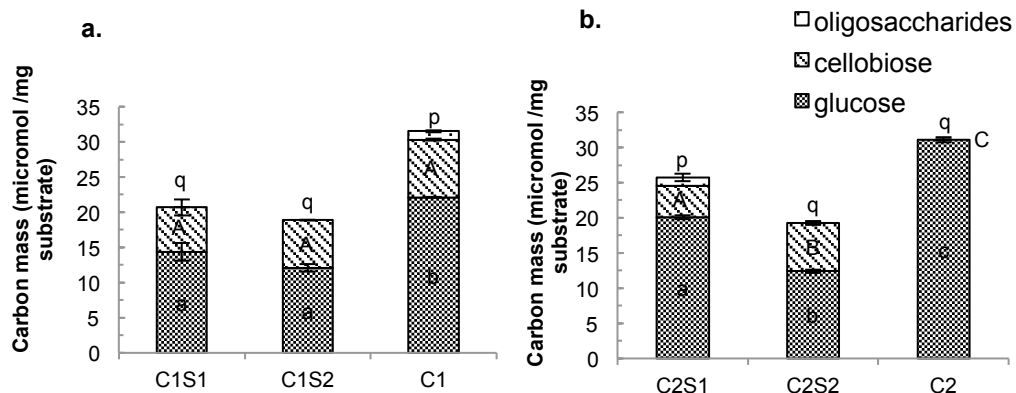 a.
Carbon mass (micromol /mg
substrate)
35
30
25
20
15
10
5
0
q
A
a
q
A
a
p
A
b
C1S1
C1S2
C1
b.
oligosaccharides
cellobiose
glucose
Carbon mass (micromol /mg
substrate)
35
30
25
20
15
10
5
0
p
A
a
q
B
b
q
C
c
C2S1
C2S2
C2